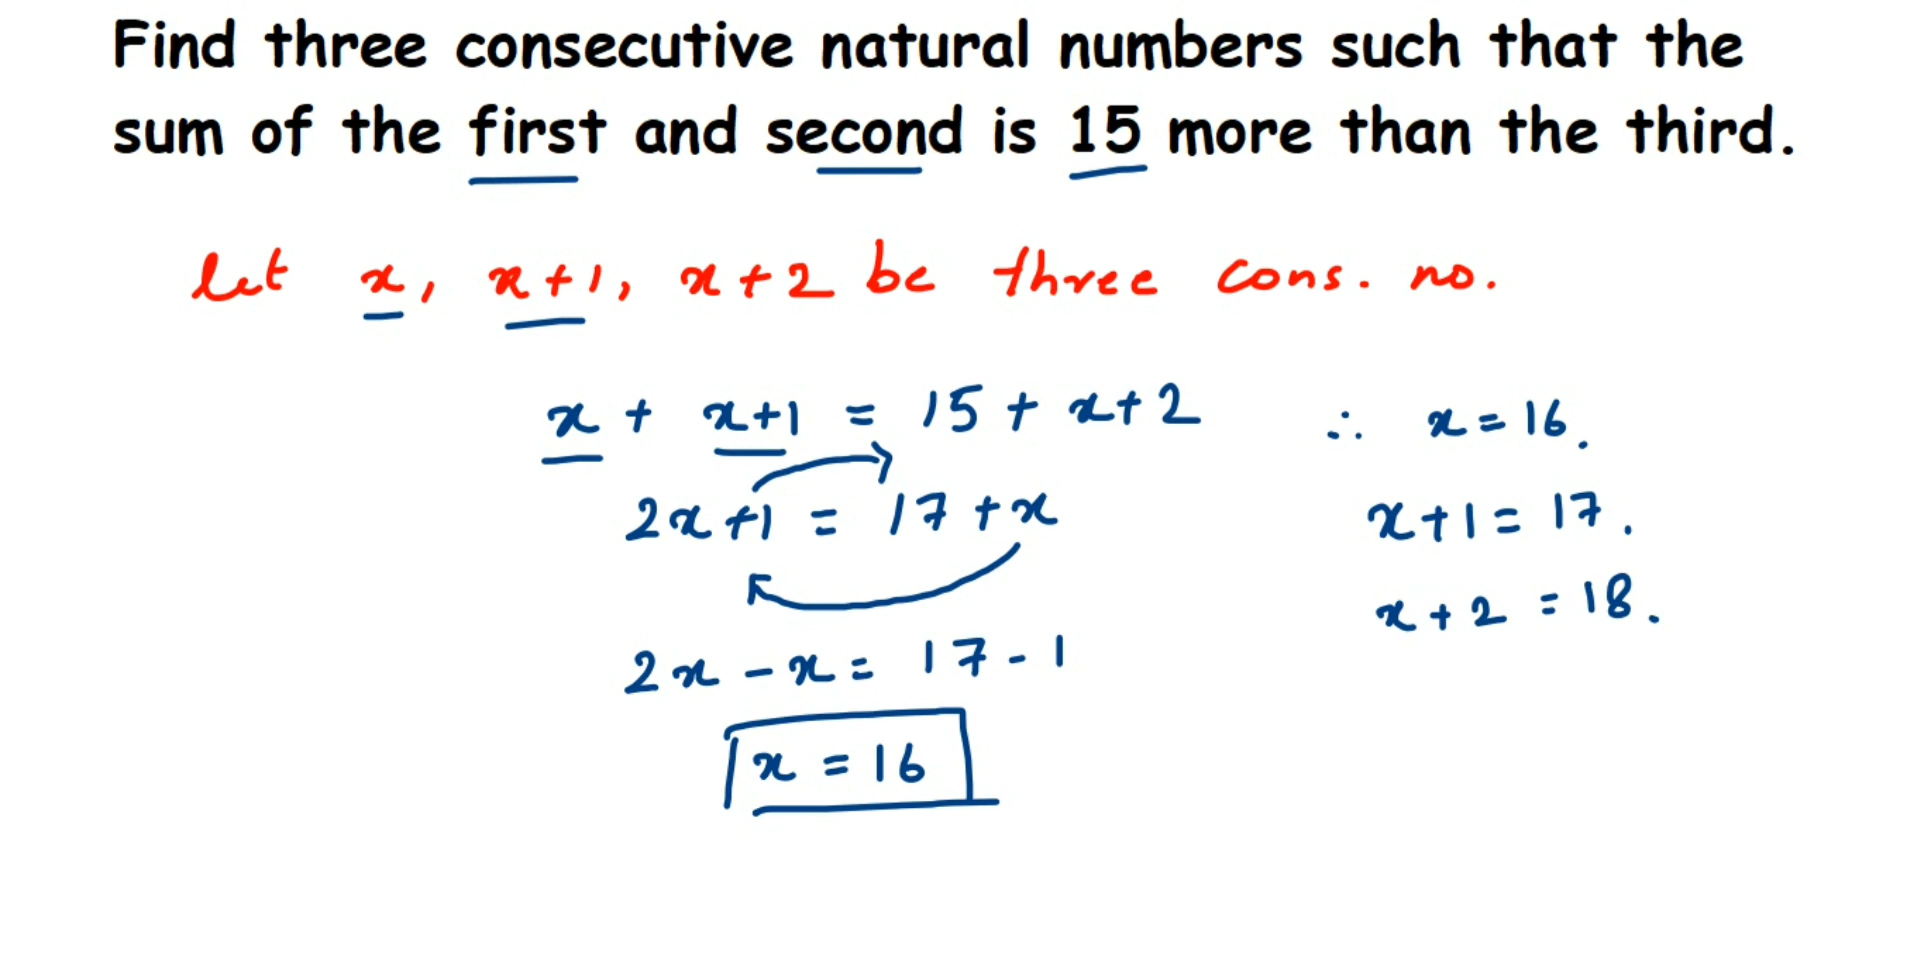 Find three consecutive natural numbers such that the
sum of the first and second is 15 more than the third.
let x, x+1, x+2 be three cons. no.
x + x+1 = 15 + x+2
2x+1 = 17 +x
2x - x = 17 - 1
x = 16
∴ x = 16.
x+1 = 17.
x+2 = 18.